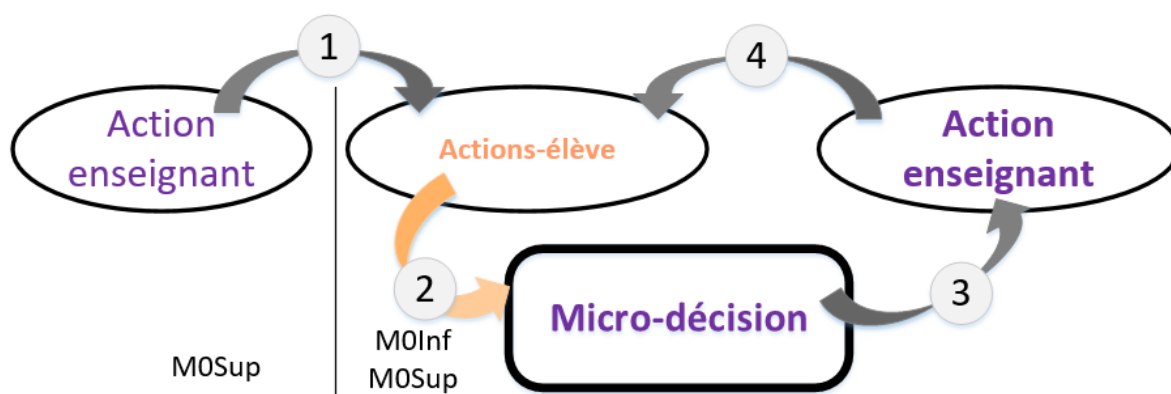 1
4
Action
enseignant
Actions-élève
Action
enseignant
2
3
Micro-décision
M0Inf
M0Sup
M0Sup